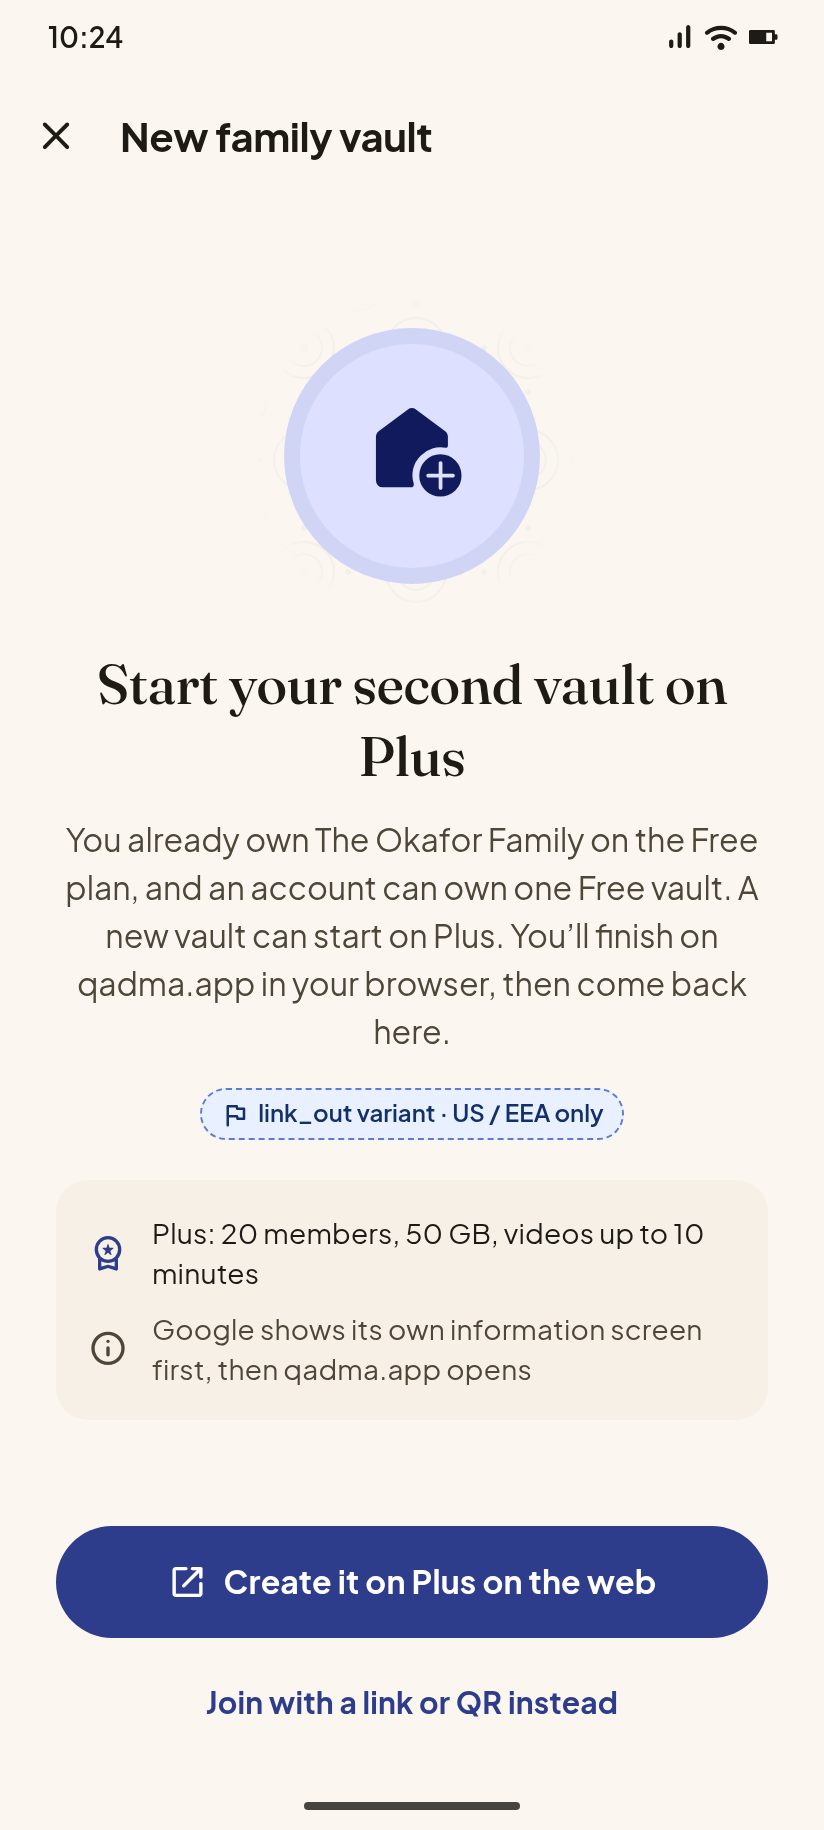 10:24
New family vault
Start your second vault on
Plus
You already own The Okafor Family on the Free
plan, and an account can own one Free vault. A
new vault can start on Plus. You’ll finish on
qadma.app in your browser, then come back
here.
link_out variant · US / EEA only
Plus: 20 members, 50 GB, videos up to 10
minutes
Google shows its own information screen
first, then qadma.app opens
Create it on Plus on the web
Join with a link or QR instead